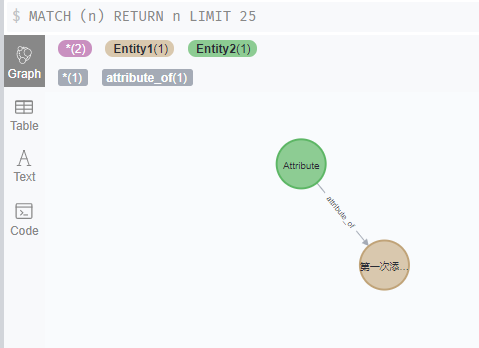 $ MATCH (n) RETURN n LIMIT 25
*(2) Entity1(1) Entity2(1)
*(1) attribute_of(1)
Graph
Table
Text
Code
Attribute
attribute_of
第一次添...